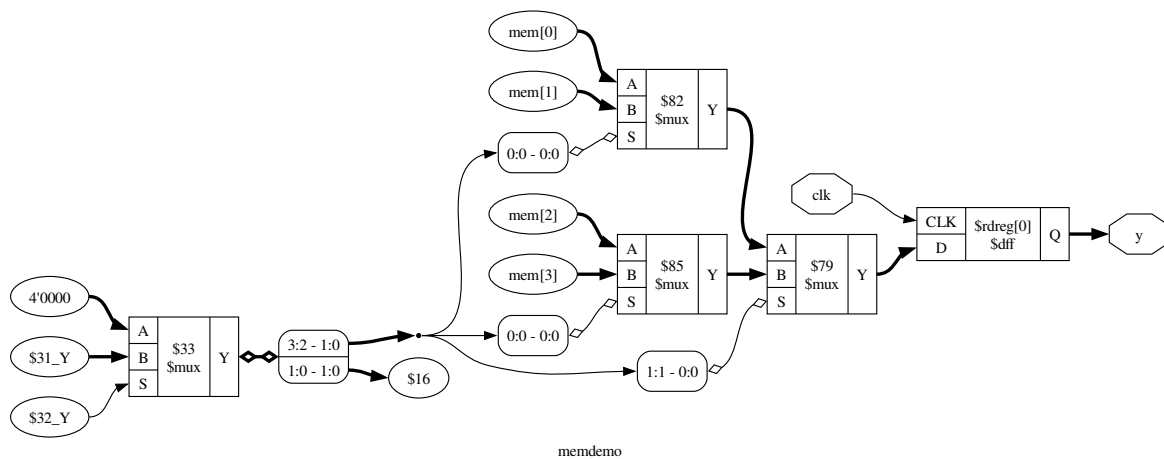 mem[0]
mem[1]
A
B
S
$82
$mux
Y
0:0 - 0:0
mem[2]
mem[3]
A
B
S
$85
$mux
Y
0:0 - 0:0
clk
A
B
S
$79
$mux
Y
CLK
D
$rdreg[0]
$dff
Q
y
4'0000
$31_Y
$32_Y
A
B
S
$33
$mux
Y
3:2 - 1:0
1:0 - 1:0
$16
1:1 - 0:0
memdemo